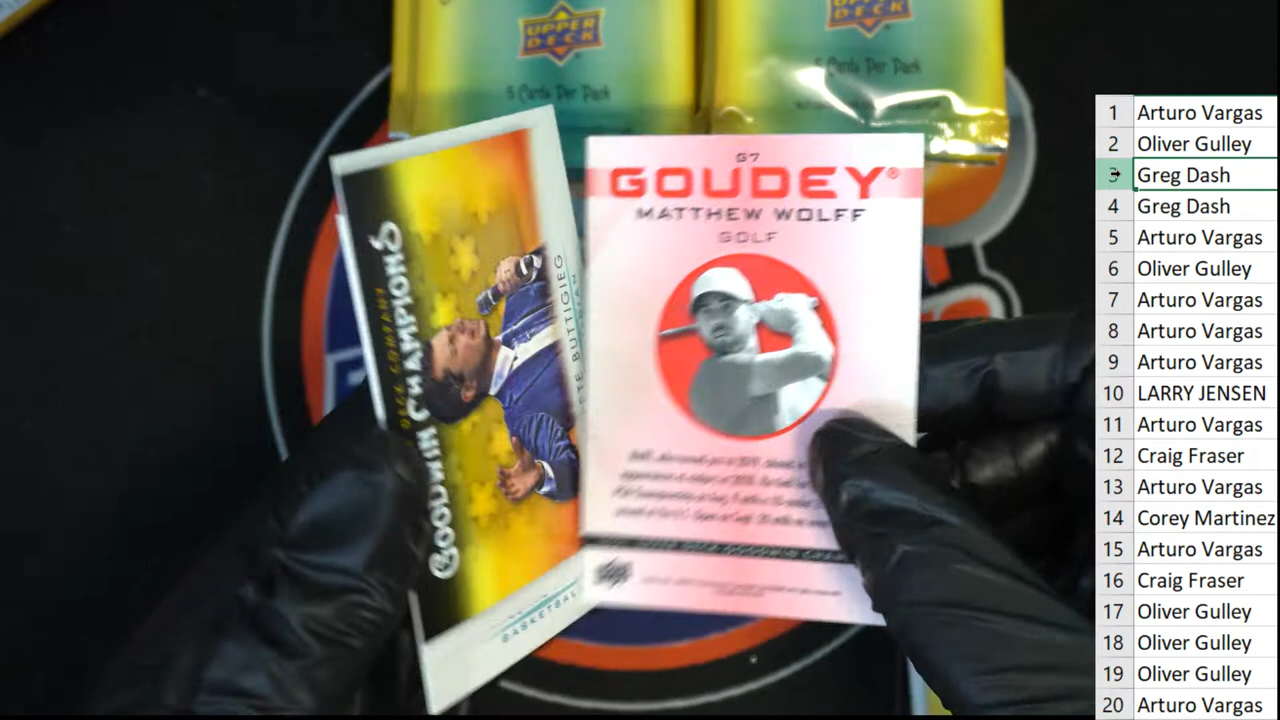 UPPER
DECK
5 Cards Per Pack
UPPER
DECK
5 Cards Per Pack
GOODWIN CHAMPIONS
BUTTIGIEG
BASKETBALL
G7
GOUDEY®
MATTHEW WOLFF
GOLF
1 Arturo Vargas
2 Oliver Gulley
3 Greg Dash
4 Greg Dash
5 Arturo Vargas
6 Oliver Gulley
7 Arturo Vargas
8 Arturo Vargas
9 Arturo Vargas
10 LARRY JENSEN
11 Arturo Vargas
12 Craig Fraser
13 Arturo Vargas
14 Corey Martinez
15 Arturo Vargas
16 Craig Fraser
17 Oliver Gulley
18 Oliver Gulley
19 Oliver Gulley
20 Arturo Vargas